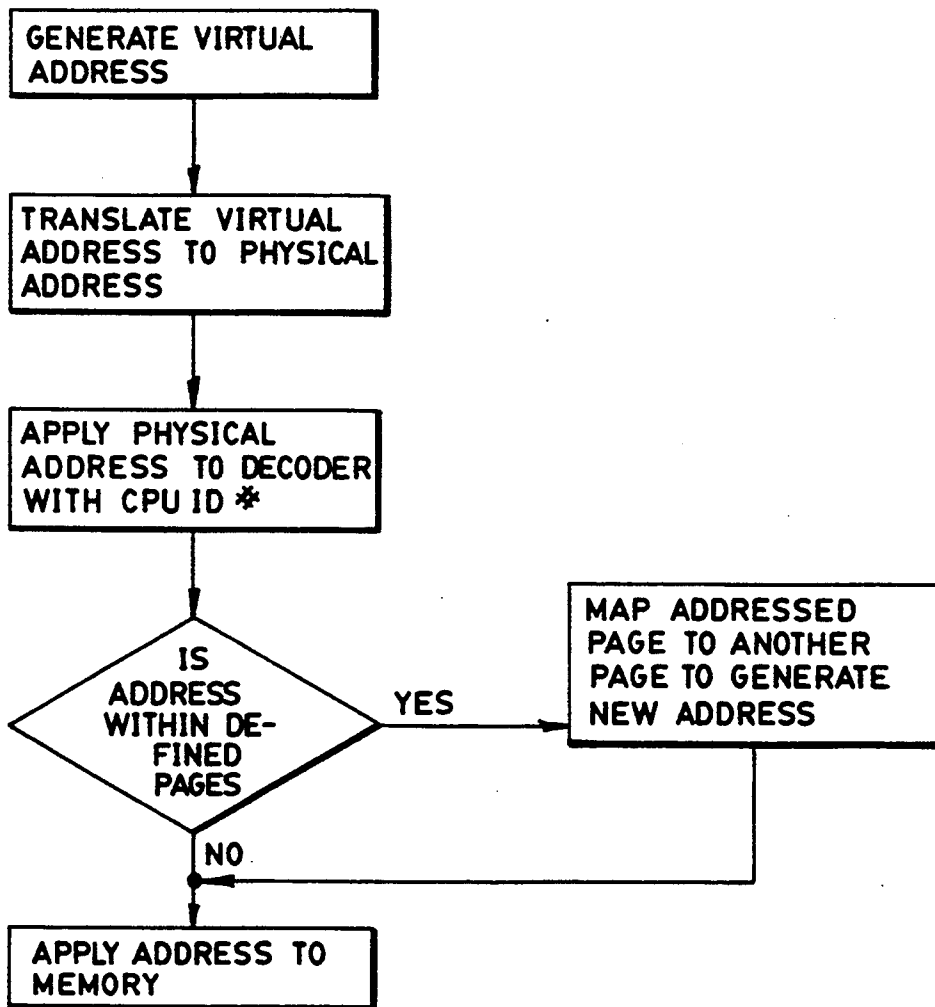 GENERATE VIRTUAL
ADDRESS
TRANSLATE VIRTUAL
ADDRESS TO PHYSICAL
ADDRESS
APPLY PHYSICAL
ADDRESS TO DECODER
WITH CPU ID #
IS
ADDRESS
WITHIN DE-
FINED
PAGES
YES
MAP ADDRESSED
PAGE TO ANOTHER
PAGE TO GENERATE
NEW ADDRESS
NO
APPLY ADDRESS TO
MEMORY